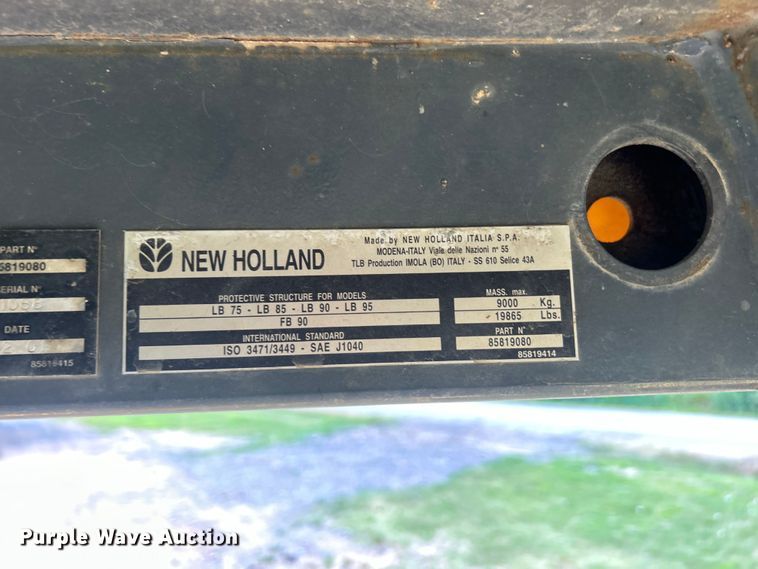 PART N°
5819080
SERIAL N°
DATE
85819415
NEW HOLLAND
Made by NEW HOLLAND ITALIA S.P.A.
MODENA-ITALY Viale delle Nazioni n° 55
TLB Production IMOLA (BO) ITALY - SS 610 Selice 43A
PROTECTIVE STRUCTURE FOR MODELS
LB 75 - LB 85 - LB 90 - LB 95
FB 90
INTERNATIONAL STANDARD
ISO 3471/3449 - SAE J1040
MASS. max.
9000 Kg.
19865 Lbs.
PART N°
85819080
85819414
Purple Wave Auction